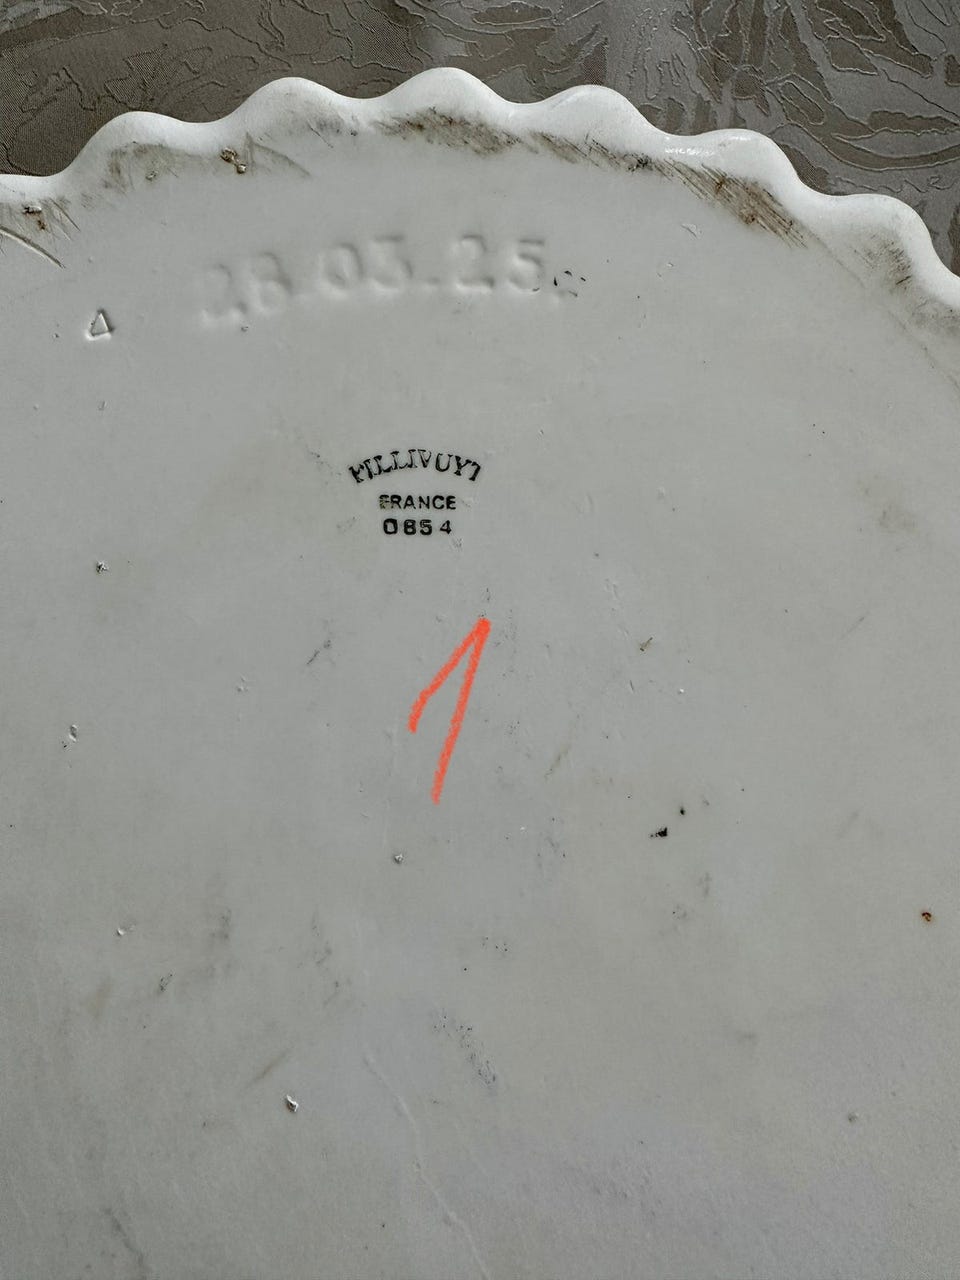 28.03.25.
PILLIVUYT
FRANCE
0854
1